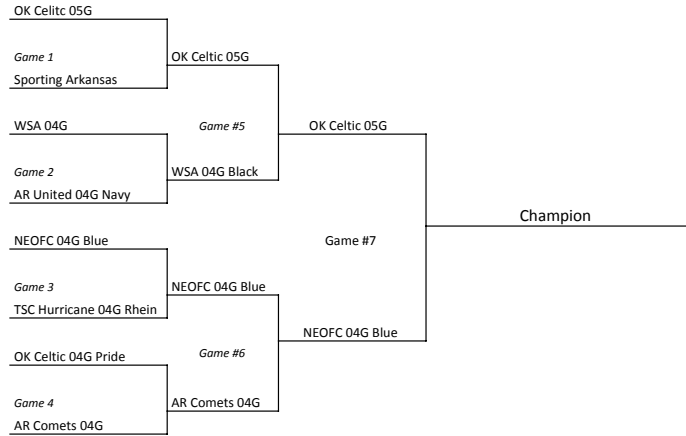 OK Celitc 05G
Game 1
OK Celtic 05G
Sporting Arkansas
WSA 04G
Game #5
OK Celtic 05G
Game 2
WSA 04G Black
AR United 04G Navy
Champion
NEOFC 04G Blue
Game #7
Game 3
NEOFC 04G Blue
TSC Hurricane 04G Rhein
NEOFC 04G Blue
OK Celtic 04G Pride
Game #6
Game 4
AR Comets 04G
AR Comets 04G